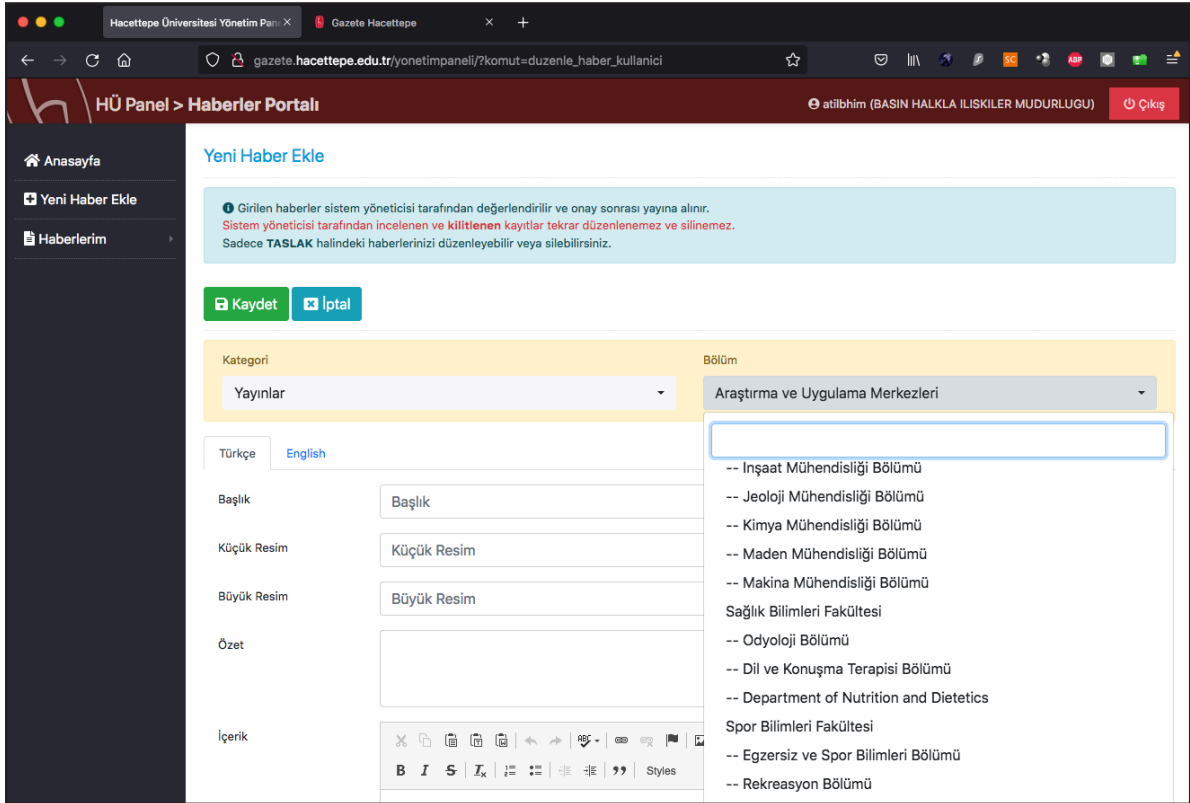 Hacettepe Üniversitesi Yönetim Pane
Gazete Hacettepe
gazete.hacettepe.edu.tr/yonetimpaneli/?komut=duzenle_haber_kullanici
SC
ABP
HÜ Panel > Haberler Portalı
atilbhim (BASIN HALKLA ILISKILER MUDURLUGU)
Çıkış
Anasayfa
Yeni Haber Ekle
Haberlerim
Yeni Haber Ekle
Girilen haberler sistem yöneticisi tarafından değerlendirilir ve onay sonrası yayına alınır.
Sistem yöneticisi tarafından incelenen ve kilitlenen kayıtlar tekrar düzenlenemez ve silinemez.
Sadece TASLAK halindeki haberlerinizi düzenleyebilir veya silebilirsiniz.
Kaydet
İptal
Kategori
Bölüm
Yayınlar
Araştırma ve Uygulama Merkezleri
Türkçe
English
Başlık
Başlık
Küçük Resim
Küçük Resim
Büyük Resim
Büyük Resim
Özet
İçerik
B I S Ix
Styles
-- İnşaat Mühendisliği Bölümü
-- Jeoloji Mühendisliği Bölümü
-- Kimya Mühendisliği Bölümü
-- Maden Mühendisliği Bölümü
-- Makina Mühendisliği Bölümü
Sağlık Bilimleri Fakültesi
-- Odyoloji Bölümü
-- Dil ve Konuşma Terapisi Bölümü
-- Department of Nutrition and Dietetics
Spor Bilimleri Fakültesi
-- Egzersiz ve Spor Bilimleri Bölümü
-- Rekreasyon Bölümü